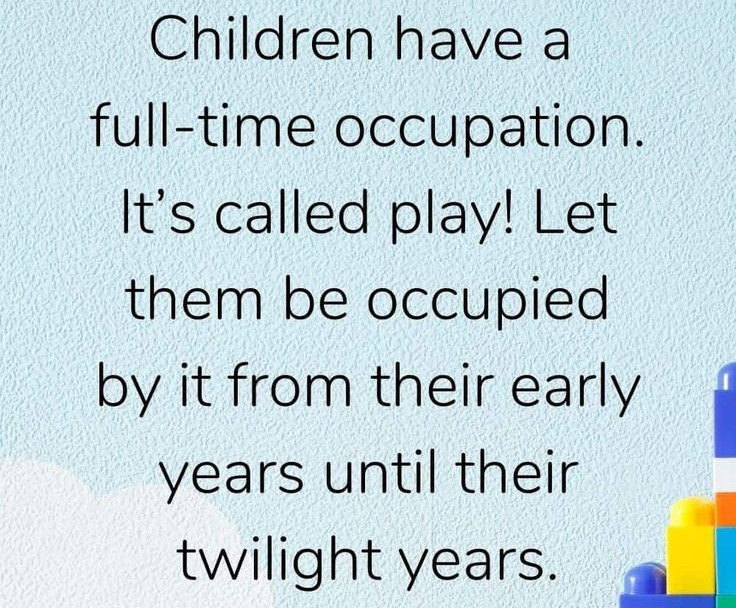 Children have a
full-time occupation.
It’s called play! Let
them be occupied
by it from their early
years until their
twilight years.